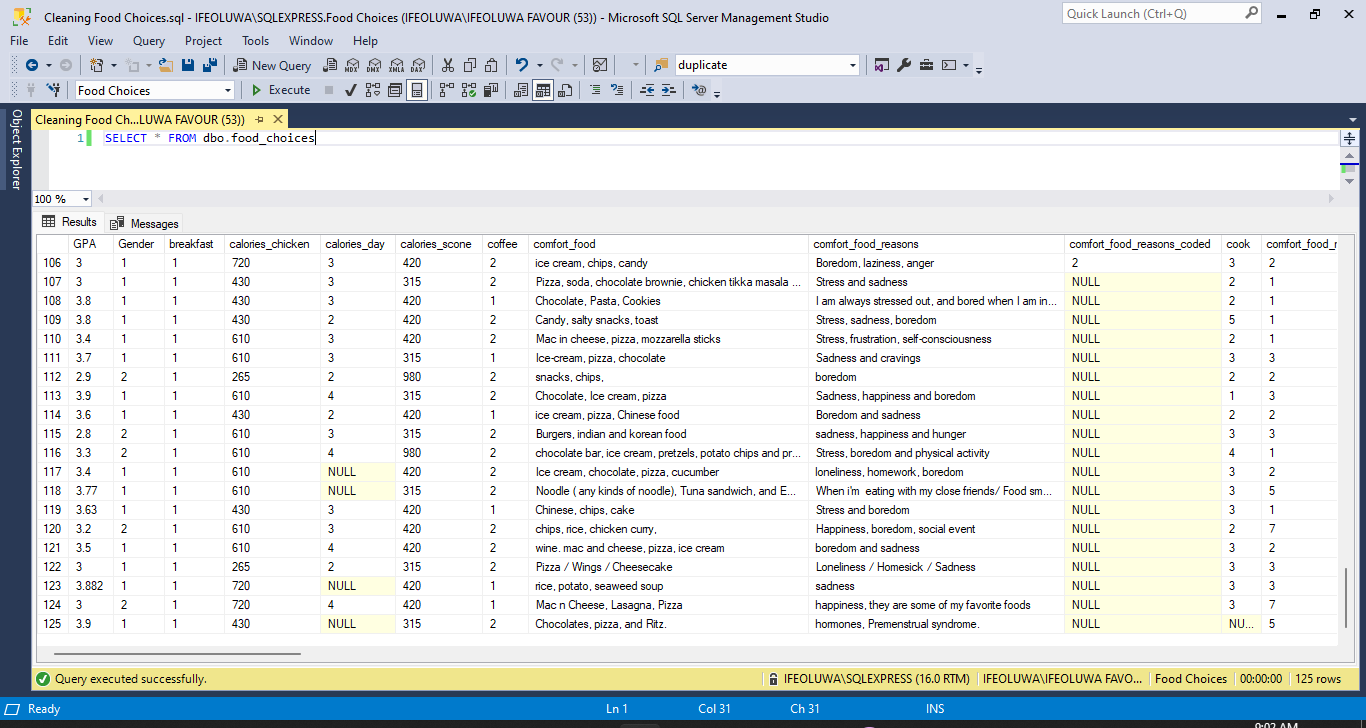 Cleaning Food Choices.sql - IFEOLUWA\SQLEXPRESS.Food Choices (IFEOLUWA\IFEOLUWA FAVOUR (53)) - Microsoft SQL Server Management Studio
Quick Launch (Ctrl+Q)
File Edit View Query Project Tools Window Help
New Query MDX DMX XMLA DAX duplicate
Food Choices Execute
Object Explorer
Cleaning Food Ch...LUWA FAVOUR (53))
1 SELECT * FROM dbo.food_choices
100 %
Results Messages
GPA Gender breakfast calories_chicken calories_day calories_scone coffee comfort_food comfort_food_reasons comfort_food_reasons_coded cook comfort_food_r
106 3 1 1 720 3 420 2 ice cream, chips, candy Boredom, laziness, anger 2 3 2
107 3 1 1 430 3 315 2 Pizza, soda, chocolate brownie, chicken tikka masala ... Stress and sadness NULL 2 1
108 3.8 1 1 430 3 420 1 Chocolate, Pasta, Cookies I am always stressed out, and bored when I am in... NULL 2 1
109 3.8 1 1 430 2 420 2 Candy, salty snacks, toast Stress, sadness, boredom NULL 5 1
110 3.4 1 1 610 3 420 2 Mac in cheese, pizza, mozzarella sticks Stress, frustration, self-consciousness NULL 2 1
111 3.7 1 1 610 3 315 1 Ice-cream, pizza, chocolate Sadness and cravings NULL 3 3
112 2.9 2 1 265 2 980 2 snacks, chips, boredom NULL 2 2
113 3.9 1 1 610 4 315 2 Chocolate, Ice cream, pizza Sadness, happiness and boredom NULL 1 3
114 3.6 1 1 430 2 420 1 ice cream, pizza, Chinese food Boredom and sadness NULL 2 2
115 2.8 2 1 610 3 315 2 Burgers, indian and korean food sadness, happiness and hunger NULL 3 3
116 3.3 2 1 610 4 980 2 chocolate bar, ice cream, pretzels, potato chips and pr... Stress, boredom and physical activity NULL 4 1
117 3.4 1 1 610 NULL 420 2 Ice cream, chocolate, pizza, cucumber loneliness, homework, boredom NULL 3 2
118 3.77 1 1 610 NULL 315 2 Noodle ( any kinds of noodle), Tuna sandwich, and E... When i'm  eating with my close friends/ Food sm... NULL 3 5
119 3.63 1 1 430 3 420 1 Chinese, chips, cake Stress and boredom NULL 3 1
120 3.2 2 1 610 3 420 2 chips, rice, chicken curry, Happiness, boredom, social event NULL 2 7
121 3.5 1 1 610 4 420 2 wine. mac and cheese, pizza, ice cream boredom and sadness NULL 3 2
122 3 1 1 265 2 315 2 Pizza / Wings / Cheesecake Loneliness / Homesick / Sadness NULL 3 3
123 3.882 1 1 720 NULL 420 1 rice, potato, seaweed soup sadness NULL 3 3
124 3 2 1 720 4 420 1 Mac n Cheese, Lasagna, Pizza happiness, they are some of my favorite foods NULL 3 7
125 3.9 1 1 430 NULL 315 2 Chocolates, pizza, and Ritz. hormones, Premenstrual syndrome. NULL NU... 5
Query executed successfully. IFEOLUWA\SQLEXPRESS (16.0 RTM) IFEOLUWA\IFEOLUWA FAVO... Food Choices 00:00:00 125 rows
Ready Ln 1 Col 31 Ch 31 INS